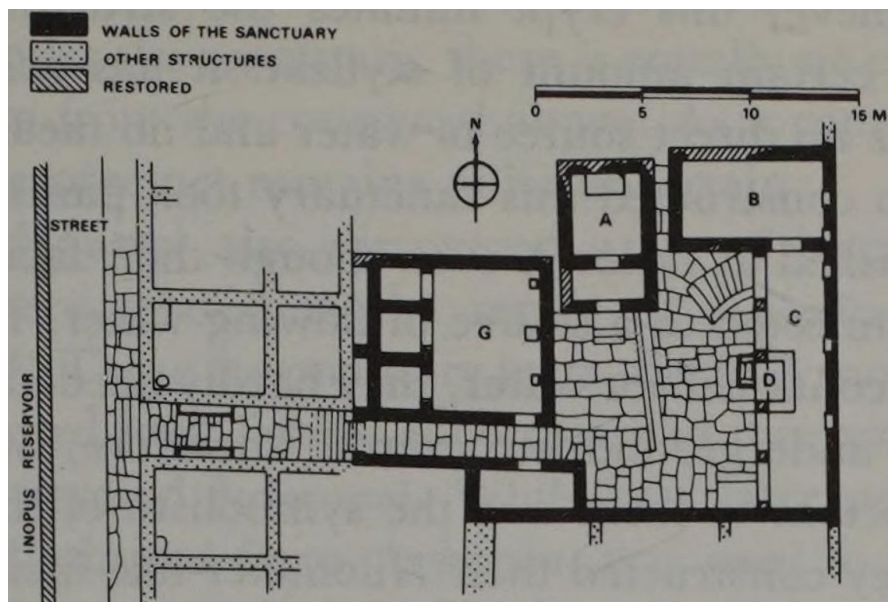 WALLS OF THE SANCTUARY
OTHER STRUCTURES
RESTORED
0 5 10 15 M
N
STREET
A
B
C
G
D
INOPUS RESERVOIR